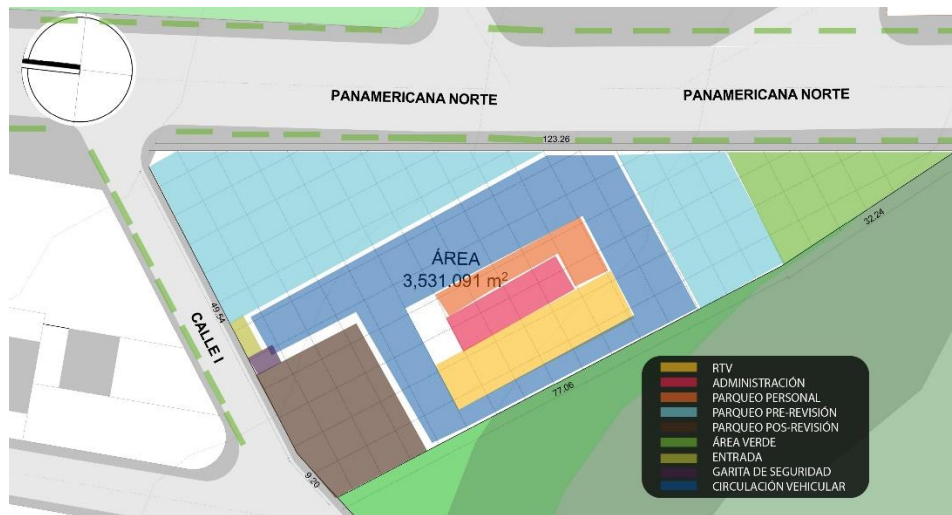 PANAMERICANA NORTE
PANAMERICANA NORTE
123.26
32.24
ÁREA
3,531.091 m²
49.54
CALLE I
77.06
9.20
RTV
ADMINISTRACIÓN
PARQUEO PERSONAL
PARQUEO PRE-REVISIÓN
PARQUEO POS-REVISIÓN
ÁREA VERDE
ENTRADA
GARITA DE SEGURIDAD
CIRCULACIÓN VEHICULAR